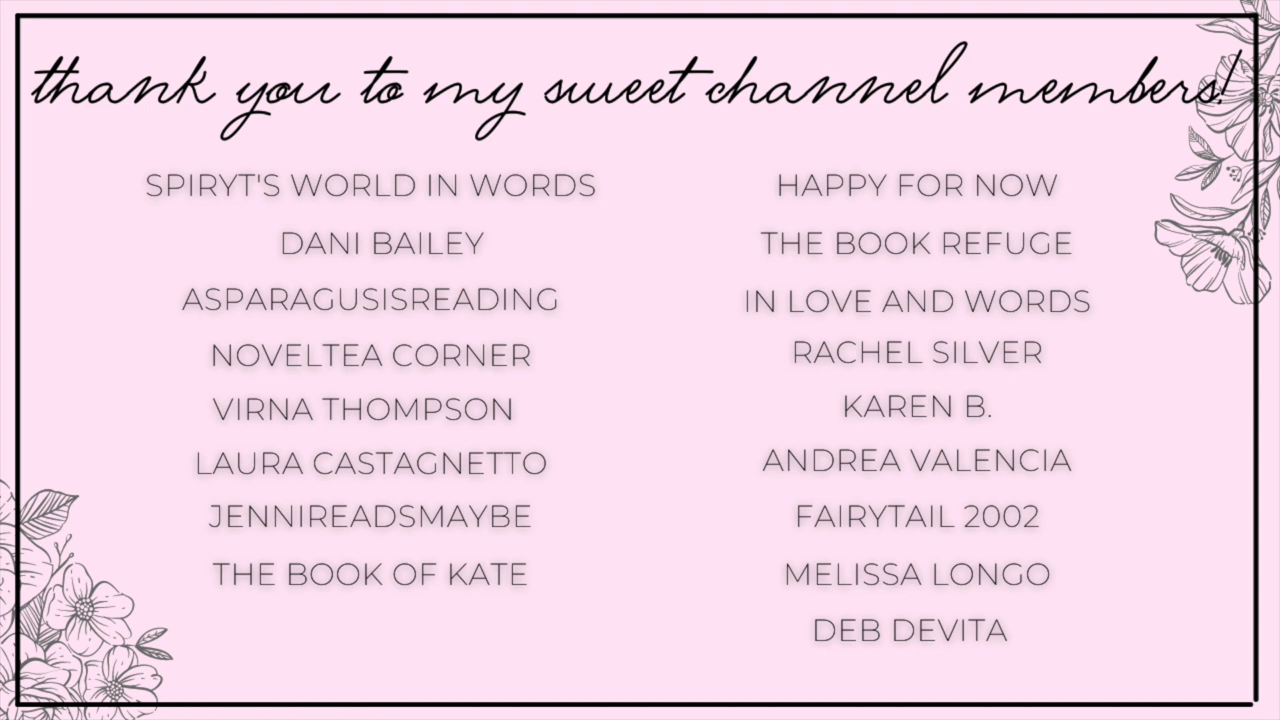 thank you to my sweet channel members!
SPIRYT'S WORLD IN WORDS
DANI BAILEY
ASPARAGUSISREADING
NOVELTEA CORNER
VIRNA THOMPSON
LAURA CASTAGNETTO
JENNIREADSMAYBE
THE BOOK OF KATE
HAPPY FOR NOW
THE BOOK REFUGE
IN LOVE AND WORDS
RACHEL SILVER
KAREN B.
ANDREA VALENCIA
FAIRYTAIL 2002
MELISSA LONGO
DEB DEVITA